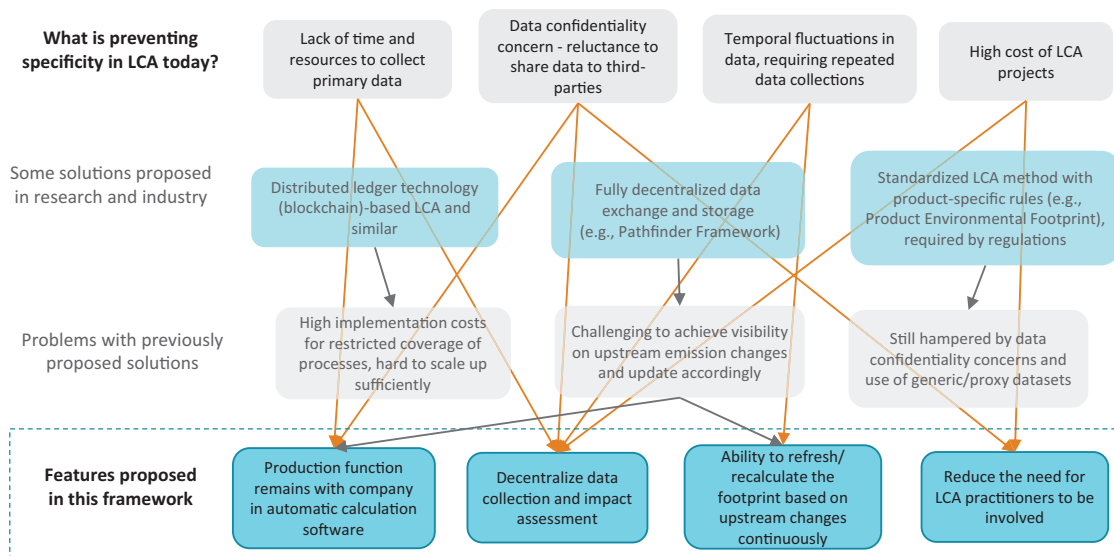 What is preventing
specificity in LCA today?
Lack of time and
resources to collect
primary data
Data confidentiality
concern - reluctance to
share data to third-
parties
Temporal fluctuations in
data, requiring repeated
data collections
High cost of LCA
projects
Some solutions proposed
in research and industry
Distributed ledger technology
(blockchain)-based LCA and
similar
Fully decentralized data
exchange and storage
(e.g., Pathfinder Framework)
Standardized LCA method with
product-specific rules (e.g.,
Product Environmental Footprint),
required by regulations
Problems with previously
proposed solutions
High implementation costs
for restricted coverage of
processes, hard to scale up
sufficiently
Challenging to achieve visibility
on upstream emission changes
and update accordingly
Still hampered by data
confidentiality concerns and
use of generic/proxy datasets
Features proposed
in this framework
Production function
remains with company
in automatic calculation
software
Decentralize data
collection and impact
assessment
Ability to refresh/
recalculate the
footprint based on
upstream changes
continuously
Reduce the need for
LCA practitioners to be
involved